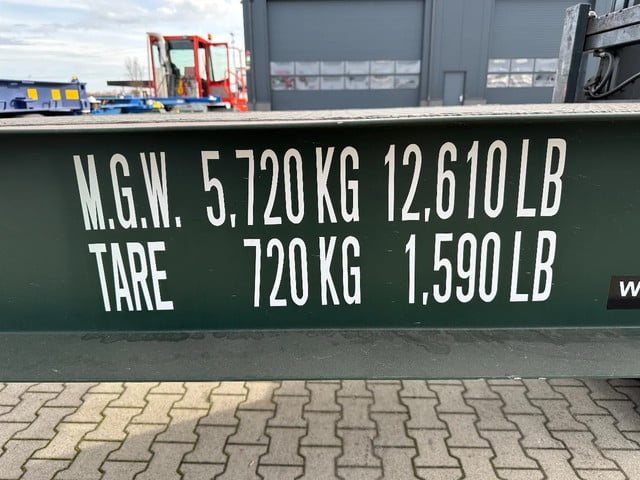 M.G.W. 5,720 KG 12,610 LB
TARE 720 KG 1,590 LB